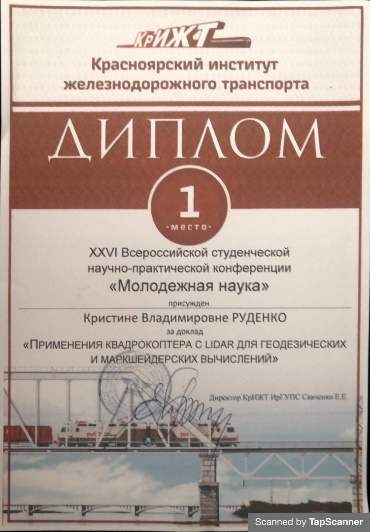 КРИЖТ
Красноярский институт
железнодорожного транспорта
ДИПЛОМ
1
-место-
XXVI Всероссийской студенческой
научно-практической конференции
«Молодежная наука»
присужден
Кристине Владимировне РУДЕНКО
за доклад
«ПРИМЕНЕНИЯ КВАДРОКОПТЕРА С LIDAR ДЛЯ ГЕОДЕЗИЧЕСКИХ
И МАРКШЕЙДЕРСКИХ ВЫЧИСЛЕНИЙ»
Директор КрИЖТ ИрГУПС Савченко Е.Е.
Scanned by TapScanner